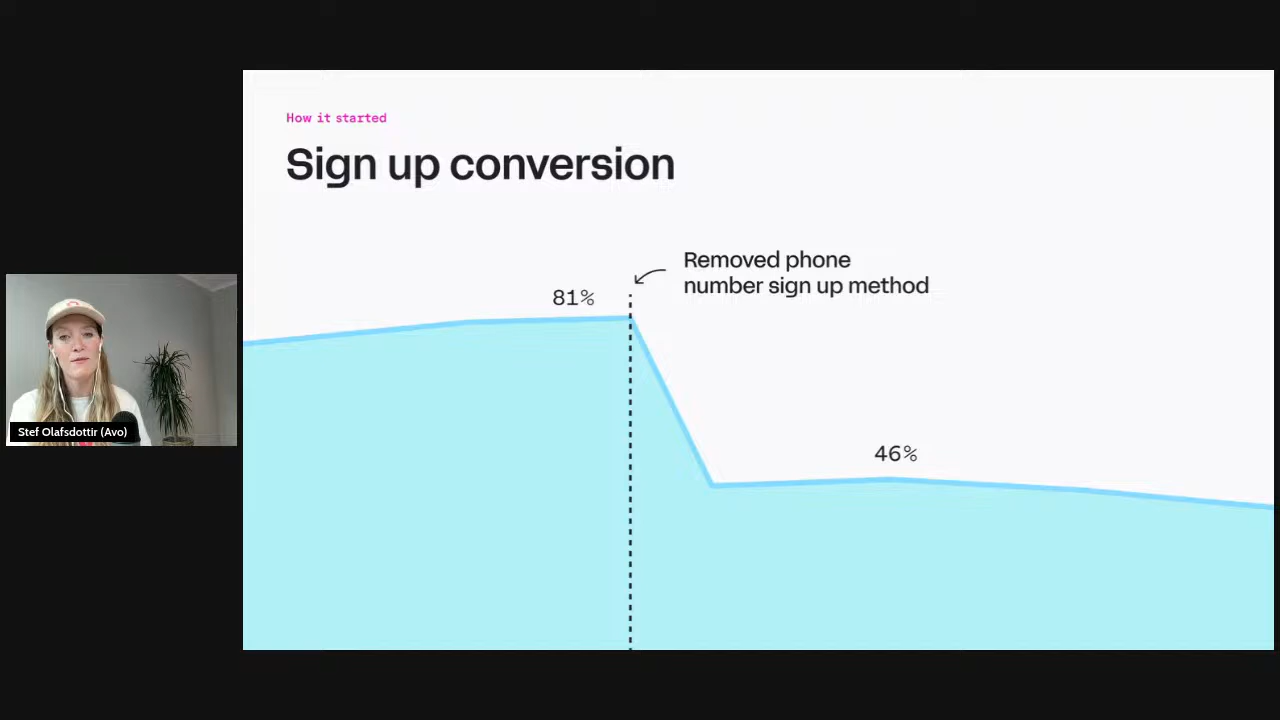 How it started
Sign up conversion
Removed phone
number sign up method
81%
46%
Stef Olafsdottir (Avo)